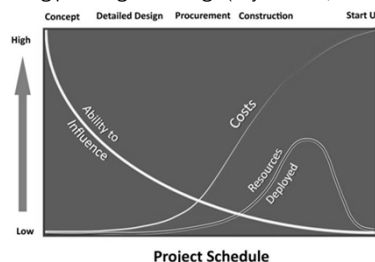 Concept Detailed Design Procurement Construction Start U
High
Ability to
Influence
Costs
Resources
Deployed
Low
Project Schedule